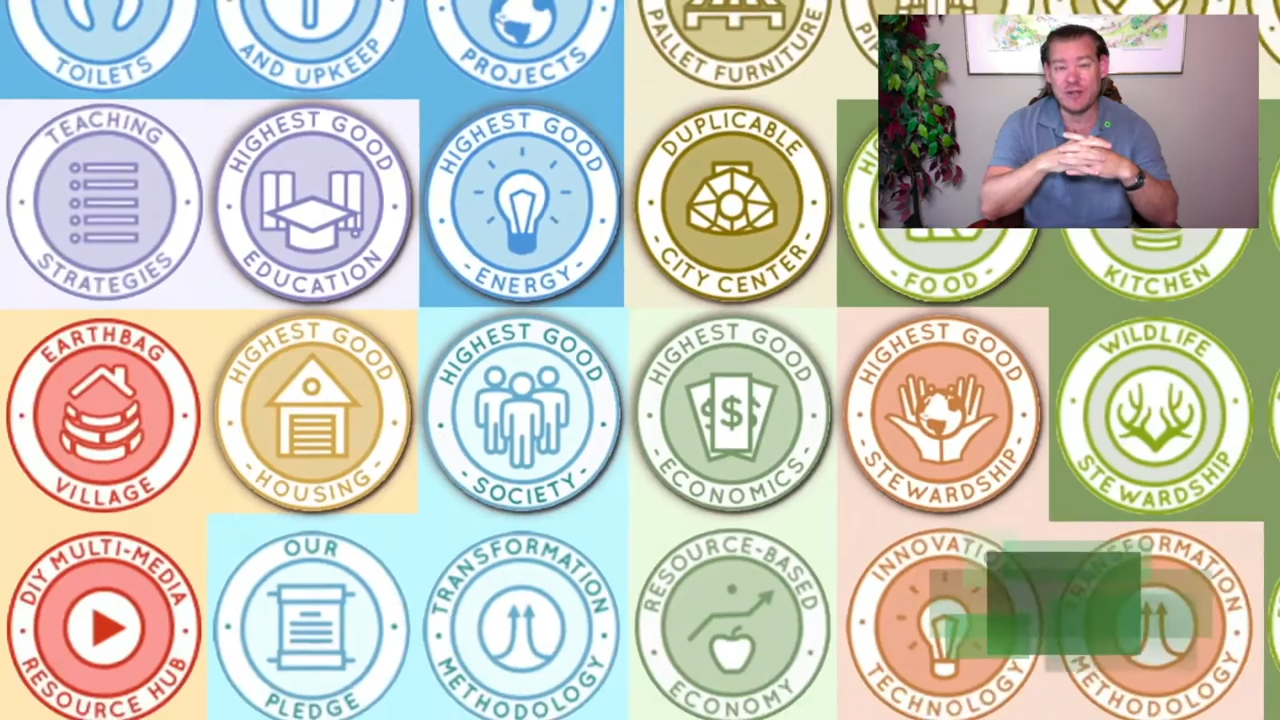 TOILETS
AND UPKEEP
PROJECTS
PALLET FURNITURE
TEACHING
STRATEGIES
HIGHEST GOOD
EDUCATION
HIGHEST GOOD
- ENERGY -
DUPLICABLE
- CITY CENTER -
- FOOD -
KITCHEN
EARTHBAG
VILLAGE
HIGHEST GOOD
- HOUSING -
HIGHEST GOOD
- SOCIETY -
HIGHEST GOOD
- ECONOMICS -
$ $ $
HIGHEST GOOD
- STEWARDSHIP -
WILDLIFE
STEWARDSHIP
DIY MULTI-MEDIA
RESOURCE HUB
OUR
PLEDGE
TRANSFORMATION
METHODOLOGY
RESOURCE-BASED
ECONOMY
TECHNOLOGY
METHODOLOGY